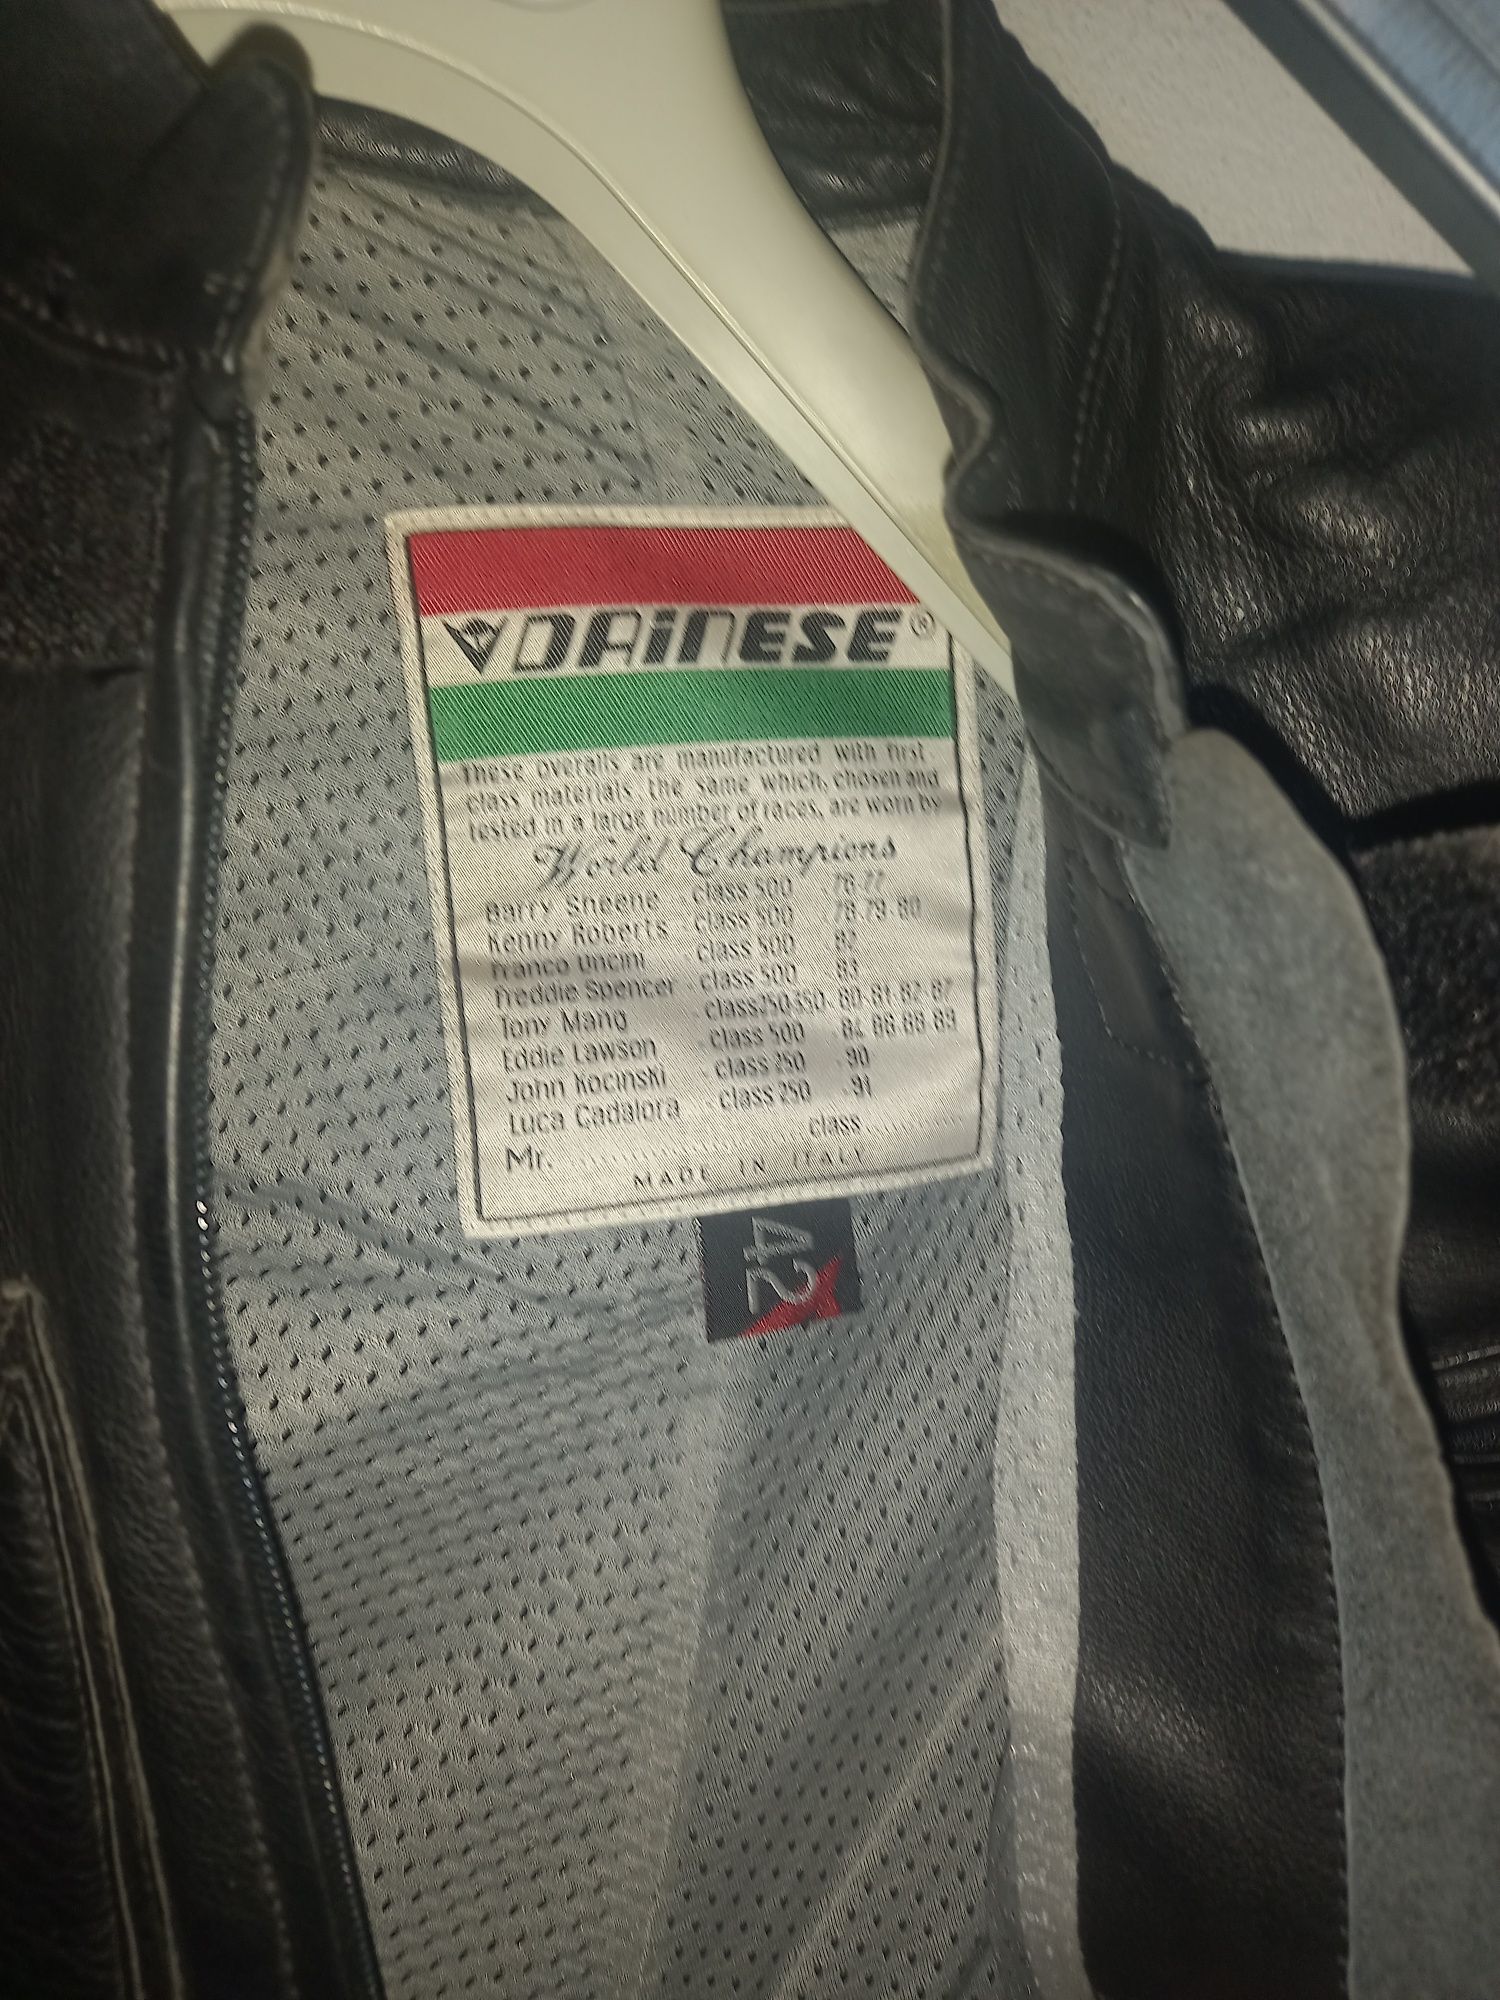 DAINESE ®
These overalls are manufactured with first
class materials, the same which, chosen and
tested in a large number of races, are worn by
World Champions
Barry Sheene - class 500 - 76-77
Kenny Roberts - class 500 - 78-79-80
Franco Uncini - class 500 - 82
Freddie Spencer - class 500 - 83
Tony Mang - class 250-350 - 80-81-82-87
Eddie Lawson - class 500 - 84-86-88-89
John Kocinski - class 250 - 90
Luca Cadalora - class 250 - 91
Mr. .................... class ..........
MADE IN ITALY
42